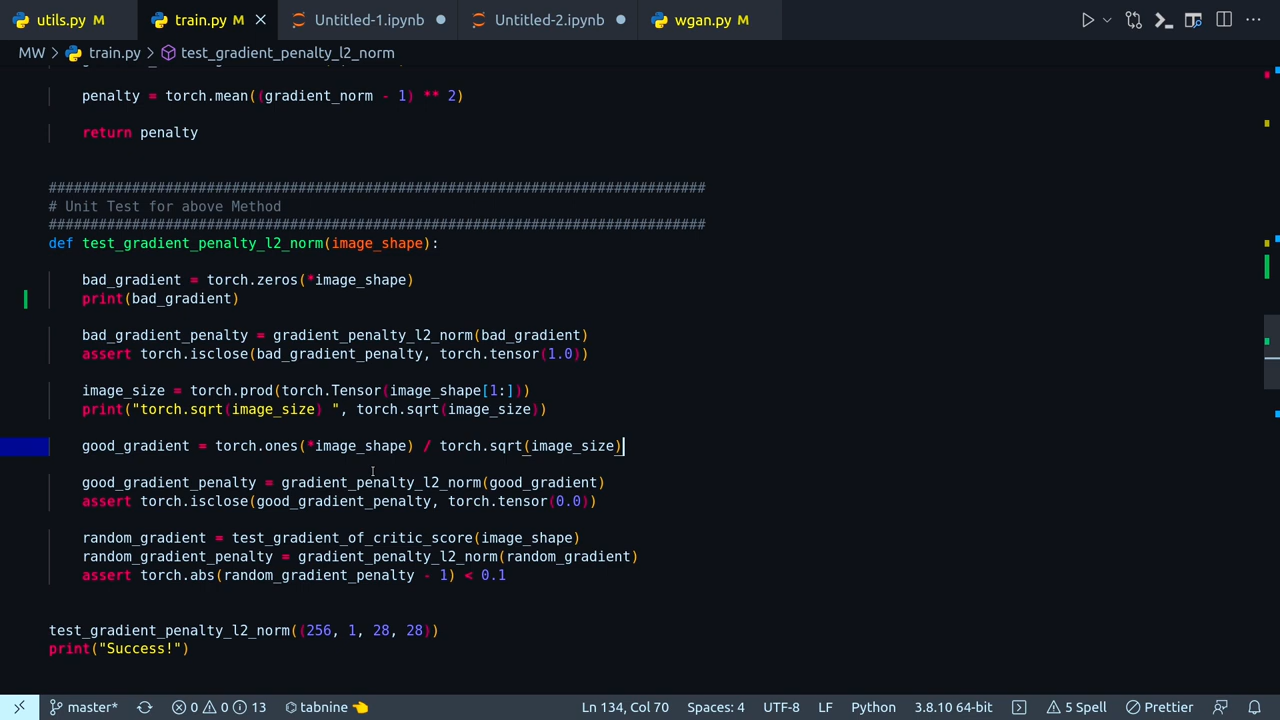 utils.py M train.py M Untitled-1.ipynb Untitled-2.ipynb wgan.py M
MW > train.py > test_gradient_penalty_l2_norm
penalty = torch.mean((gradient_norm - 1) ** 2)
return penalty
###############################################################################
# Unit Test for above Method
###############################################################################
def test_gradient_penalty_l2_norm(image_shape):
bad_gradient = torch.zeros(*image_shape)
print(bad_gradient)
bad_gradient_penalty = gradient_penalty_l2_norm(bad_gradient)
assert torch.isclose(bad_gradient_penalty, torch.tensor(1.0))
image_size = torch.prod(torch.Tensor(image_shape[1:]))
print("torch.sqrt(image_size) ", torch.sqrt(image_size))
good_gradient = torch.ones(*image_shape) / torch.sqrt(image_size)
good_gradient_penalty = gradient_penalty_l2_norm(good_gradient)
assert torch.isclose(good_gradient_penalty, torch.tensor(0.0))
random_gradient = test_gradient_of_critic_score(image_shape)
random_gradient_penalty = gradient_penalty_l2_norm(random_gradient)
assert torch.abs(random_gradient_penalty - 1) < 0.1
test_gradient_penalty_l2_norm((256, 1, 28, 28))
print("Success!")
master* 0 0 13 tabnine Ln 134, Col 70 Spaces: 4 UTF-8 LF Python 3.8.10 64-bit 5 Spell Prettier